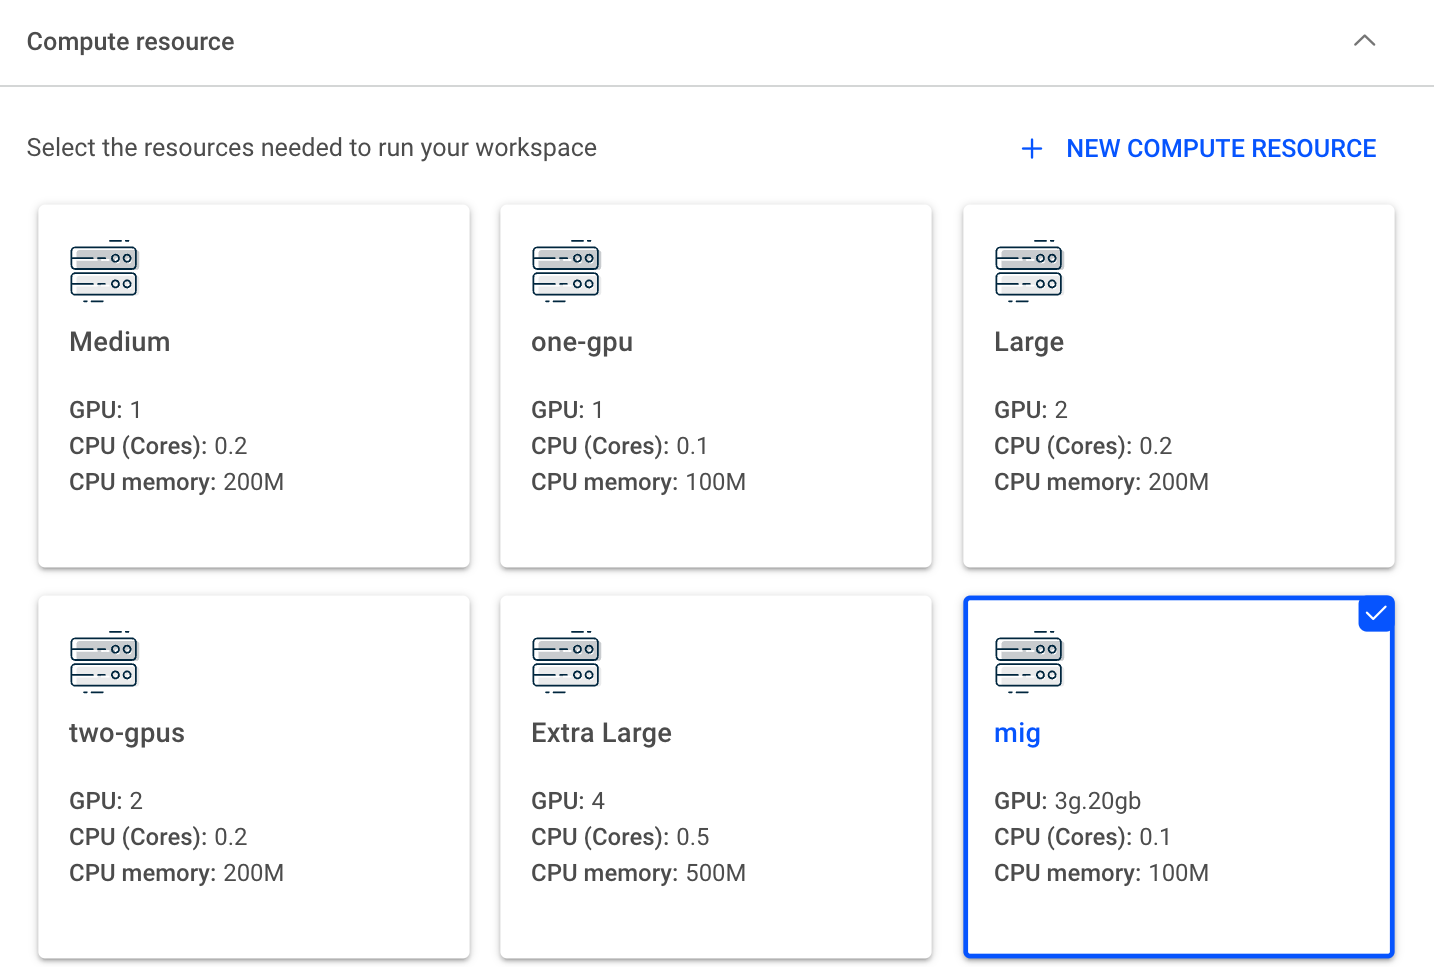 Compute resource
Select the resources needed to run your workspace
NEW COMPUTE RESOURCE
Medium
GPU: 1
CPU (Cores): 0.2
CPU memory: 200M
one-gpu
GPU: 1
CPU (Cores): 0.1
CPU memory: 100M
Large
GPU: 2
CPU (Cores): 0.2
CPU memory: 200M
two-gpus
GPU: 2
CPU (Cores): 0.2
CPU memory: 200M
Extra Large
GPU: 4
CPU (Cores): 0.5
CPU memory: 500M
mig
GPU: 3g.20gb
CPU (Cores): 0.1
CPU memory: 100M